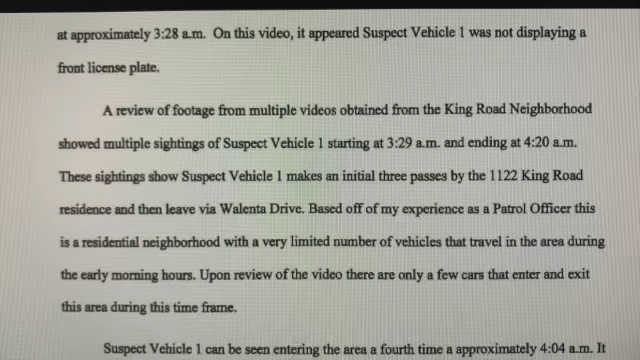 at approximately 3:28 a.m. On this video, it appeared Suspect Vehicle 1 was not displaying a
front license plate.
A review of footage from multiple videos obtained from the King Road Neighborhood
showed multiple sightings of Suspect Vehicle 1 starting at 3:29 a.m. and ending at 4:20 a.m.
These sightings show Suspect Vehicle 1 makes an initial three passes by the 1122 King Road
residence and then leave via Walenta Drive. Based off of my experience as a Patrol Officer this
is a residential neighborhood with a very limited number of vehicles that travel in the area during
the early morning hours. Upon review of the video there are only a few cars that enter and exit
this area during this time frame.
Suspect Vehicle 1 can be seen entering the area a fourth time a approximately 4:04 a.m. It